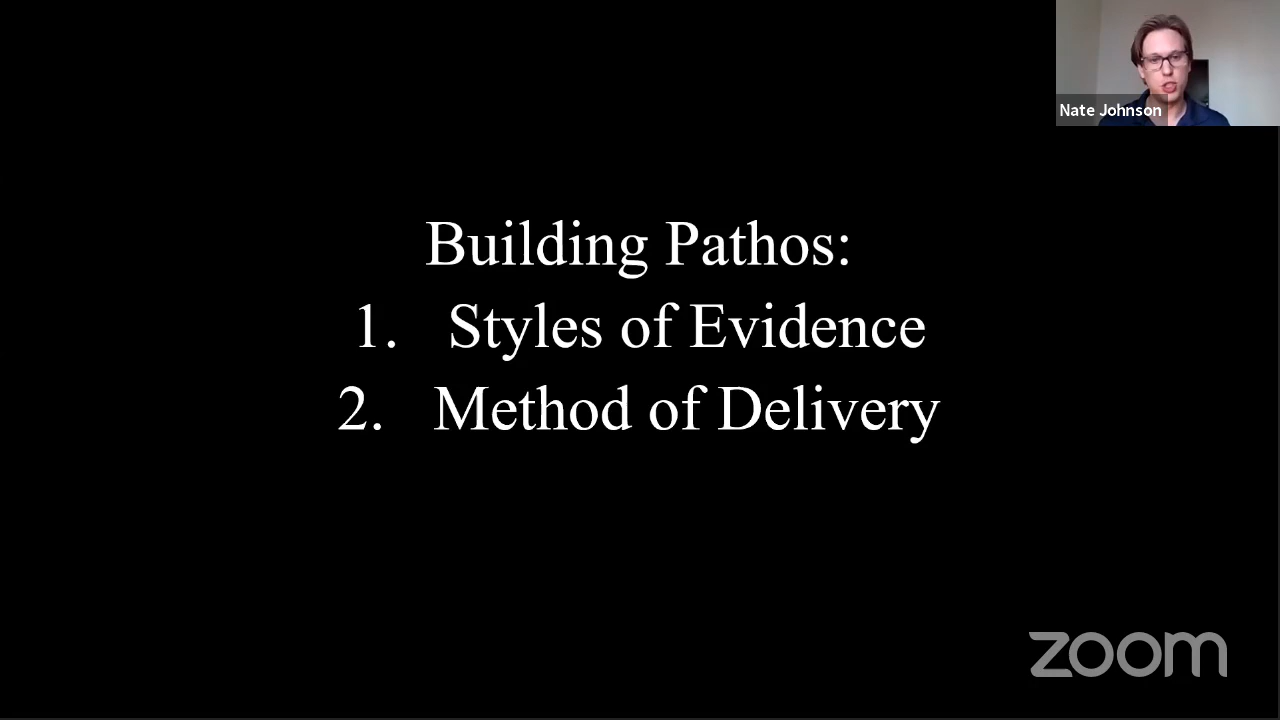 Nate Johnson
Building Pathos:
1. Styles of Evidence
2. Method of Delivery
zoom